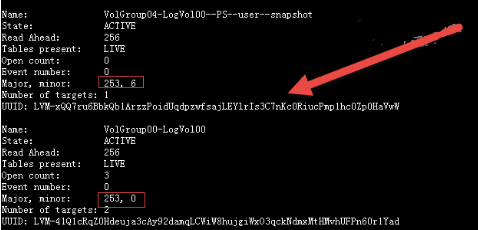 Name: VolGroup04-LogVol00--PS--user--snapshot
State: ACTIVE
Read Ahead: 256
Tables present: LIVE
Open count: 0
Event number: 0
Major, minor: 253, 6
Number of targets: 1
UUID:
Name: VolGroup00-LogVol00
State: ACTIVE
Read Ahead: 256
Tables present: LIVE
Open count: 3
Event number: 0
Major, minor: 253, 0
Number of targets: 2
UUID: